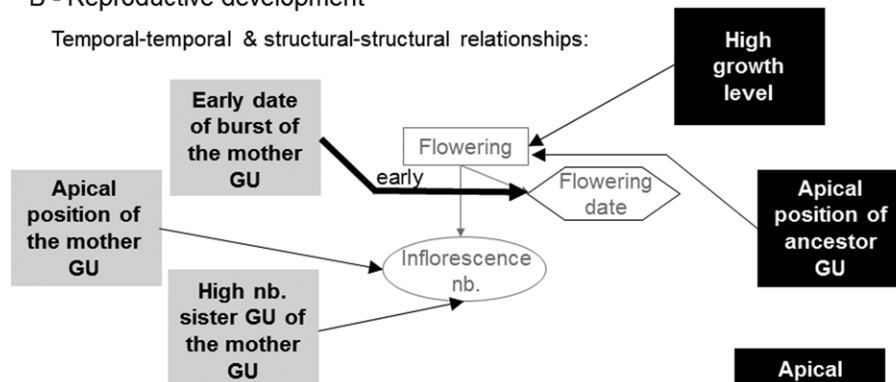 B - Reproductive development
Temporal-temporal & structural-structural relationships:
High
growth
level
Early date
of burst of
the mother
GU
Flowering
early
Flowering
date
Apical
position of
the mother
GU
Apical
position of
ancestor
GU
Inflorescence
nb.
High nb.
sister GU of
the mother
GU
Apical